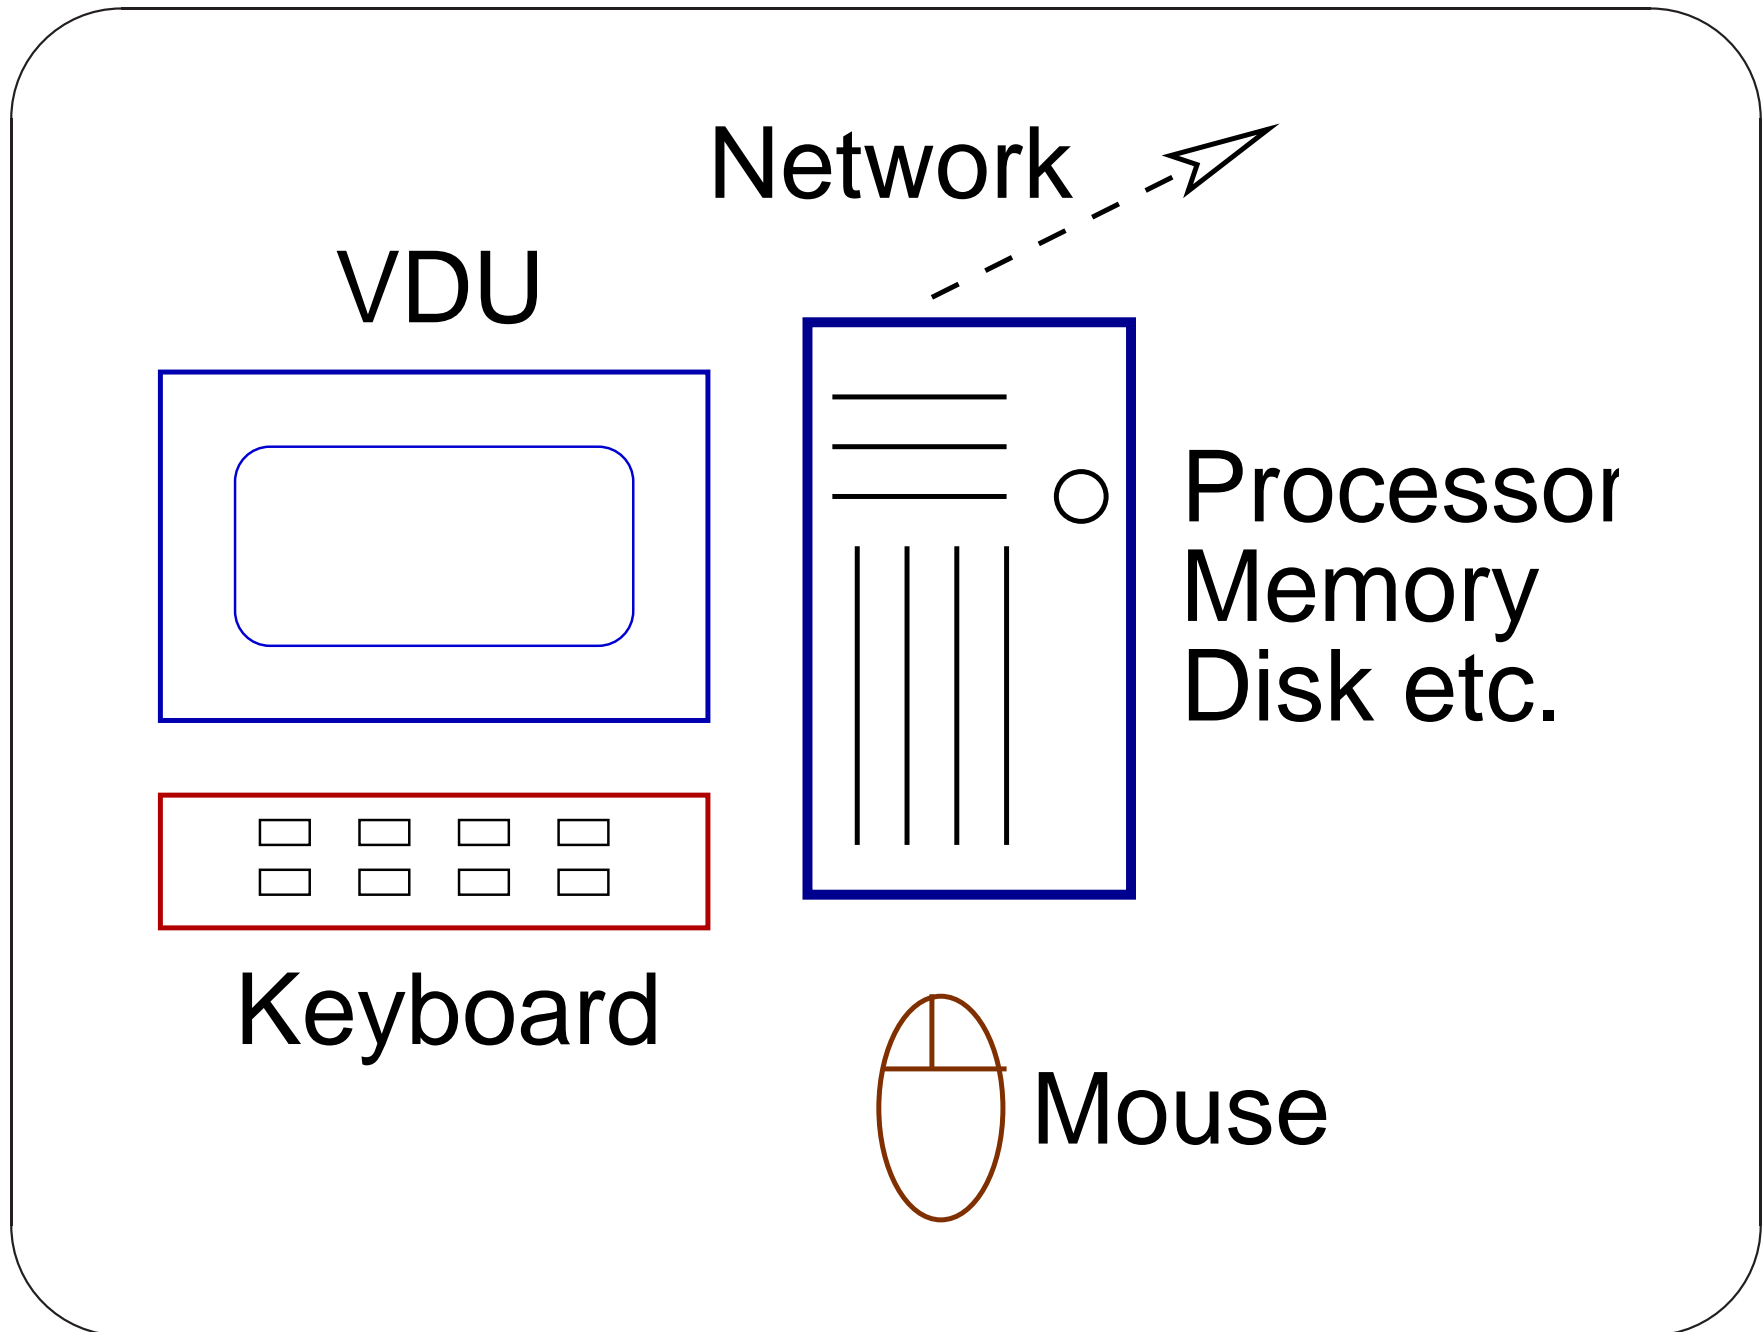 Network
VDU
Processor
Memory
Disk etc.
Keyboard
Mouse